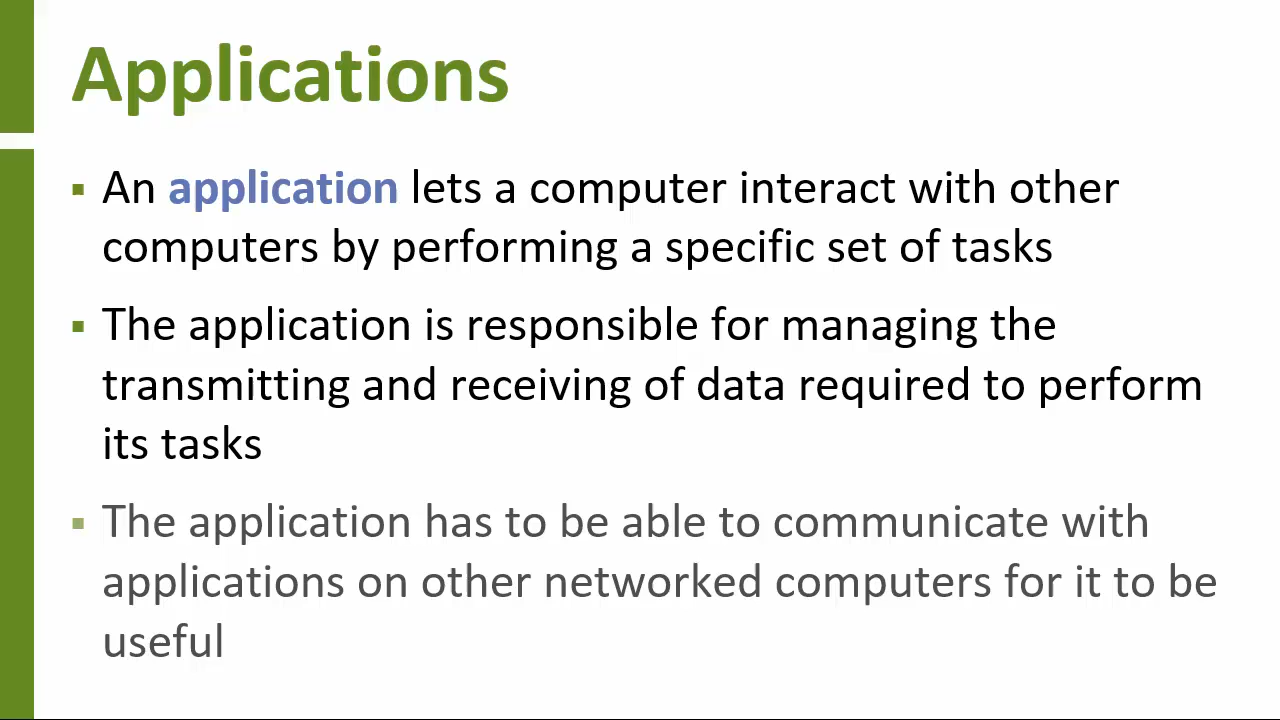 Applications
▪ An application lets a computer interact with other
computers by performing a specific set of tasks
▪ The application is responsible for managing the
transmitting and receiving of data required to perform
its tasks
▪ The application has to be able to communicate with
applications on other networked computers for it to be
useful